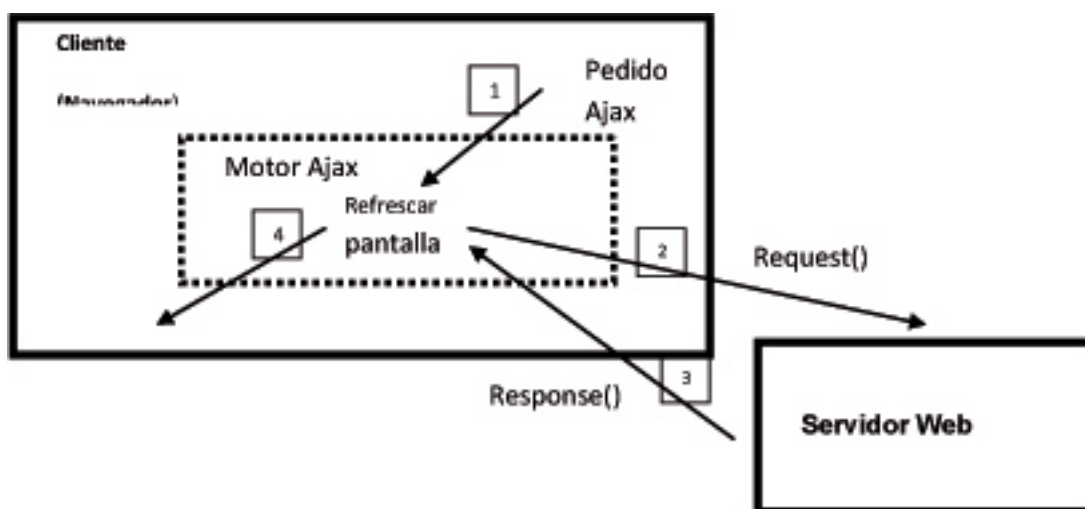 Cliente
1
Pedido
Ajax
Motor Ajax
Refrescar
pantalla
4
2
Request()
3
Response()
Servidor Web